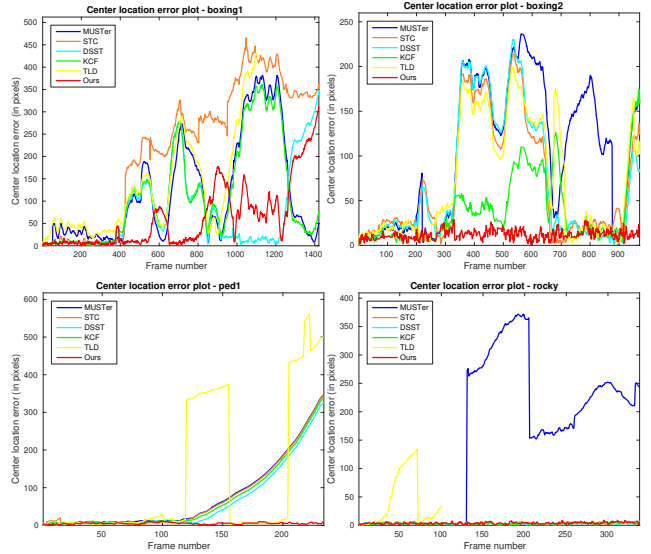 Center location error plot - boxing1
Center location error (in pixels)
500
450
400
350
300
250
200
150
100
50
0
MUSTer
STC
DSST
KCF
TLD
Ours
200 400 600 800 1000 1200 1400
Frame number
Center location error plot - boxing2
Center location error (in pixels)
250
200
150
100
50
0
MUSTer
STC
DSST
KCF
TLD
Ours
100 200 300 400 500 600 700 800 900
Frame number
Center location error plot - ped1
Center location error (in pixels)
600
500
400
300
200
100
0
MUSTer
STC
DSST
KCF
TLD
Ours
50 100 150 200
Frame number
Center location error plot - rocky
Center location error (in pixels)
400
350
300
250
200
150
100
50
0
MUSTer
STC
DSST
KCF
TLD
Ours
50 100 150 200 250 300
Frame number